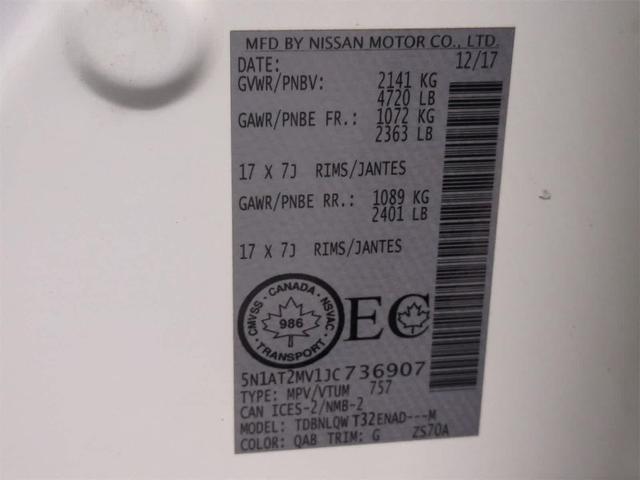 MFD BY NISSAN MOTOR CO., LTD.
DATE: 12/17
GVWR/PNBV: 2141 KG
4720 LB
GAWR/PNBE FR.: 1072 KG
2363 LB
17 X 7J RIMS/JANTES
GAWR/PNBE RR.: 1089 KG
2401 LB
17 X 7J RIMS/JANTES
CMVSS · CANADA · NSVAC
986
TRANSPORT
EC
5N1AT2MV1JC736907
TYPE: MPV/VTUM 757
CAN ICES-2/NMB-2
MODEL: TDBNLQW T32ENAD---M
COLOR: QAB TRIM: G ZS70A